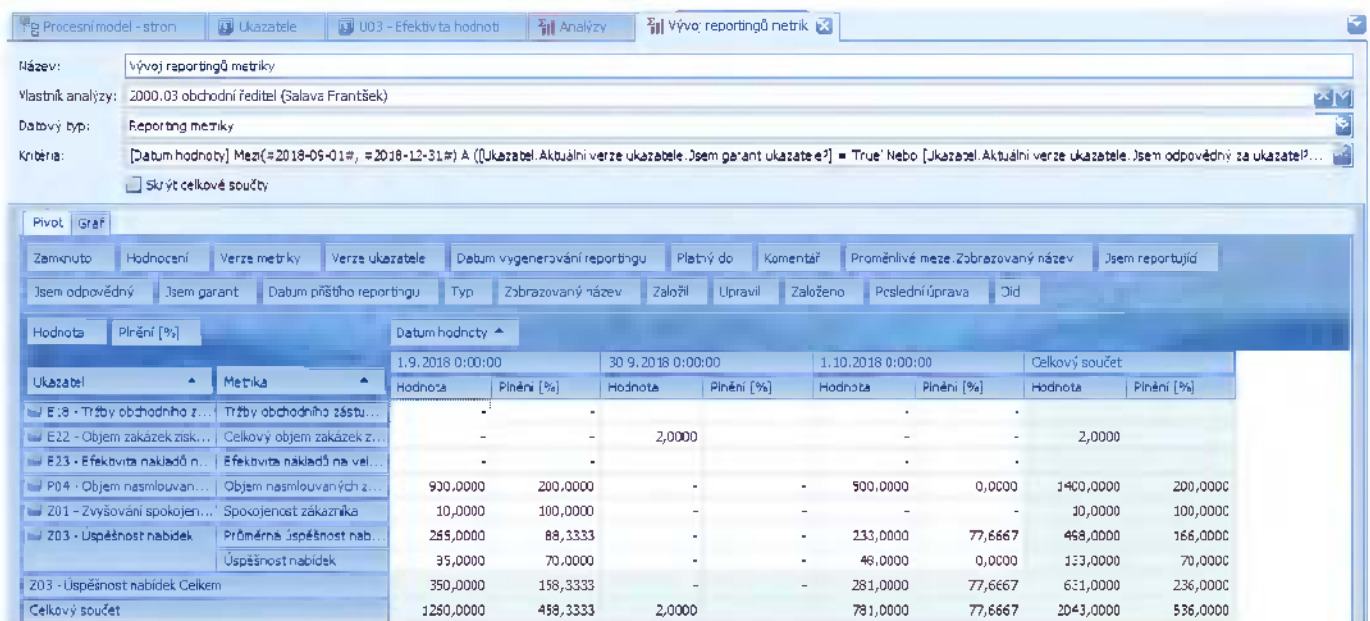 Procesní model - strom Ukazatele U03 - Efektivita hodnoti Analýzy Vývoj reportingů metrik
Název: Vývoj reportingů metriky
Vlastník analýzy: 2000.03 obchodní ředitel (Salava František)
Datový typ: Reporting metriky
Kritéria: [Datum hodnoty] Mezi(#2018-09-01#, #2018-12-31#) A ([Ukazatel.Aktuální verze ukazatele.Jsem garant ukazatele?] = 'True' Nebo [Ukazatel.Aktuální verze ukazatele.Jsem odpovědný za ukazatel?...
Skrýt celkové součty
Pivot Graf
Zamknuto Hodnocení Verze metriky Verze ukazatele Datum vygenerování reportingu Platný do Komentář Proměnlivé meze.Zobrazovaný název Jsem reportující
Jsem odpovědný Jsem garant Datum příštího reportingu Typ Zobrazovaný název Založil Upravil Založeno Poslední úprava Oid
Hodnota Plnění [%] Datum hodnoty
1.9.2018 0:00:00 30.9.2018 0:00:00 1.10.2018 0:00:00 Celkový součet
Ukazatel Metrika Hodnota Plnění [%] Hodnota Plnění [%] Hodnota Plnění [%] Hodnota Plnění [%]
E18 - Tržby obchodního z... Tržby obchodního zástu... - - - -
E22 - Objem zakázek získ... Celkový objem zakázek z... - - 2,0000 - - 2,0000
E23 - Efektivita nákladů n... Efektivita nákladů na vel... - - - -
P04 - Objem nasmlouvan... Objem nasmlouvaných z... 900,0000 200,0000 - - 500,0000 0,0000 1400,0000 200,0000
Z01 - Zvyšování spokojen... Spokojenost zákazníka 10,0000 100,0000 - - - - 10,0000 100,0000
Z03 - Úspěšnost nabídek Průměrná úspěšnost nab... 265,0000 88,3333 - - 233,0000 77,6667 498,0000 166,0000
Úspěšnost nabídek 85,0000 70,0000 - - 48,0000 0,0000 133,0000 70,0000
Z03 - Úspěšnost nabídek Celkem 350,0000 158,3333 - - 281,0000 77,6667 631,0000 236,0000
Celkový součet 1260,0000 458,3333 2,0000 781,0000 77,6667 2043,0000 536,0000